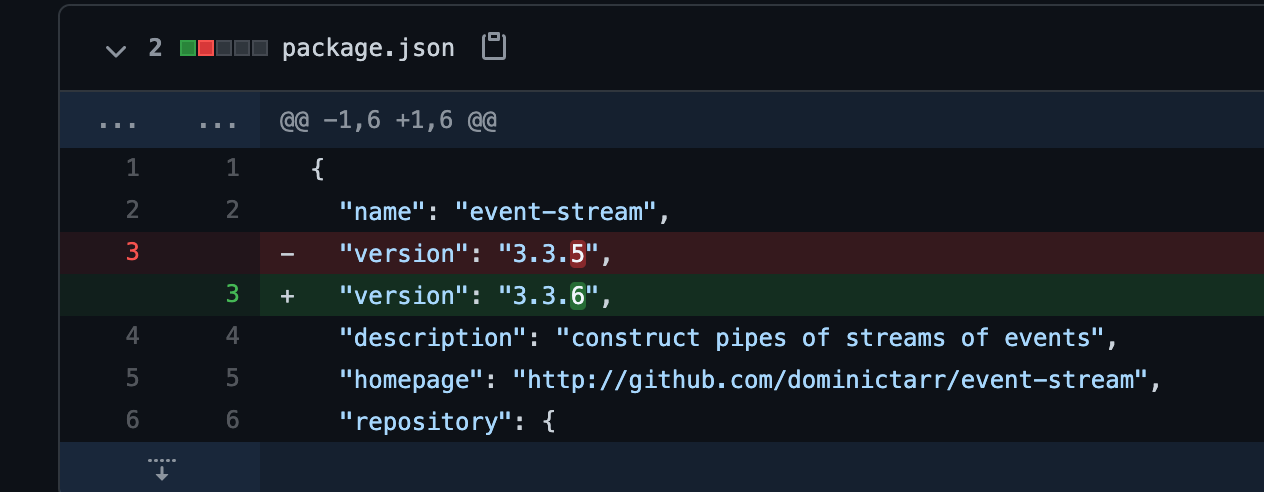 2 package.json
... ... @@ -1,6 +1,6 @@
1 1 {
2 2 "name": "event-stream",
3 - "version": "3.3.5",
3 + "version": "3.3.6",
4 4 "description": "construct pipes of streams of events",
5 5 "homepage": "http://github.com/dominictarr/event-stream",
6 6 "repository": {